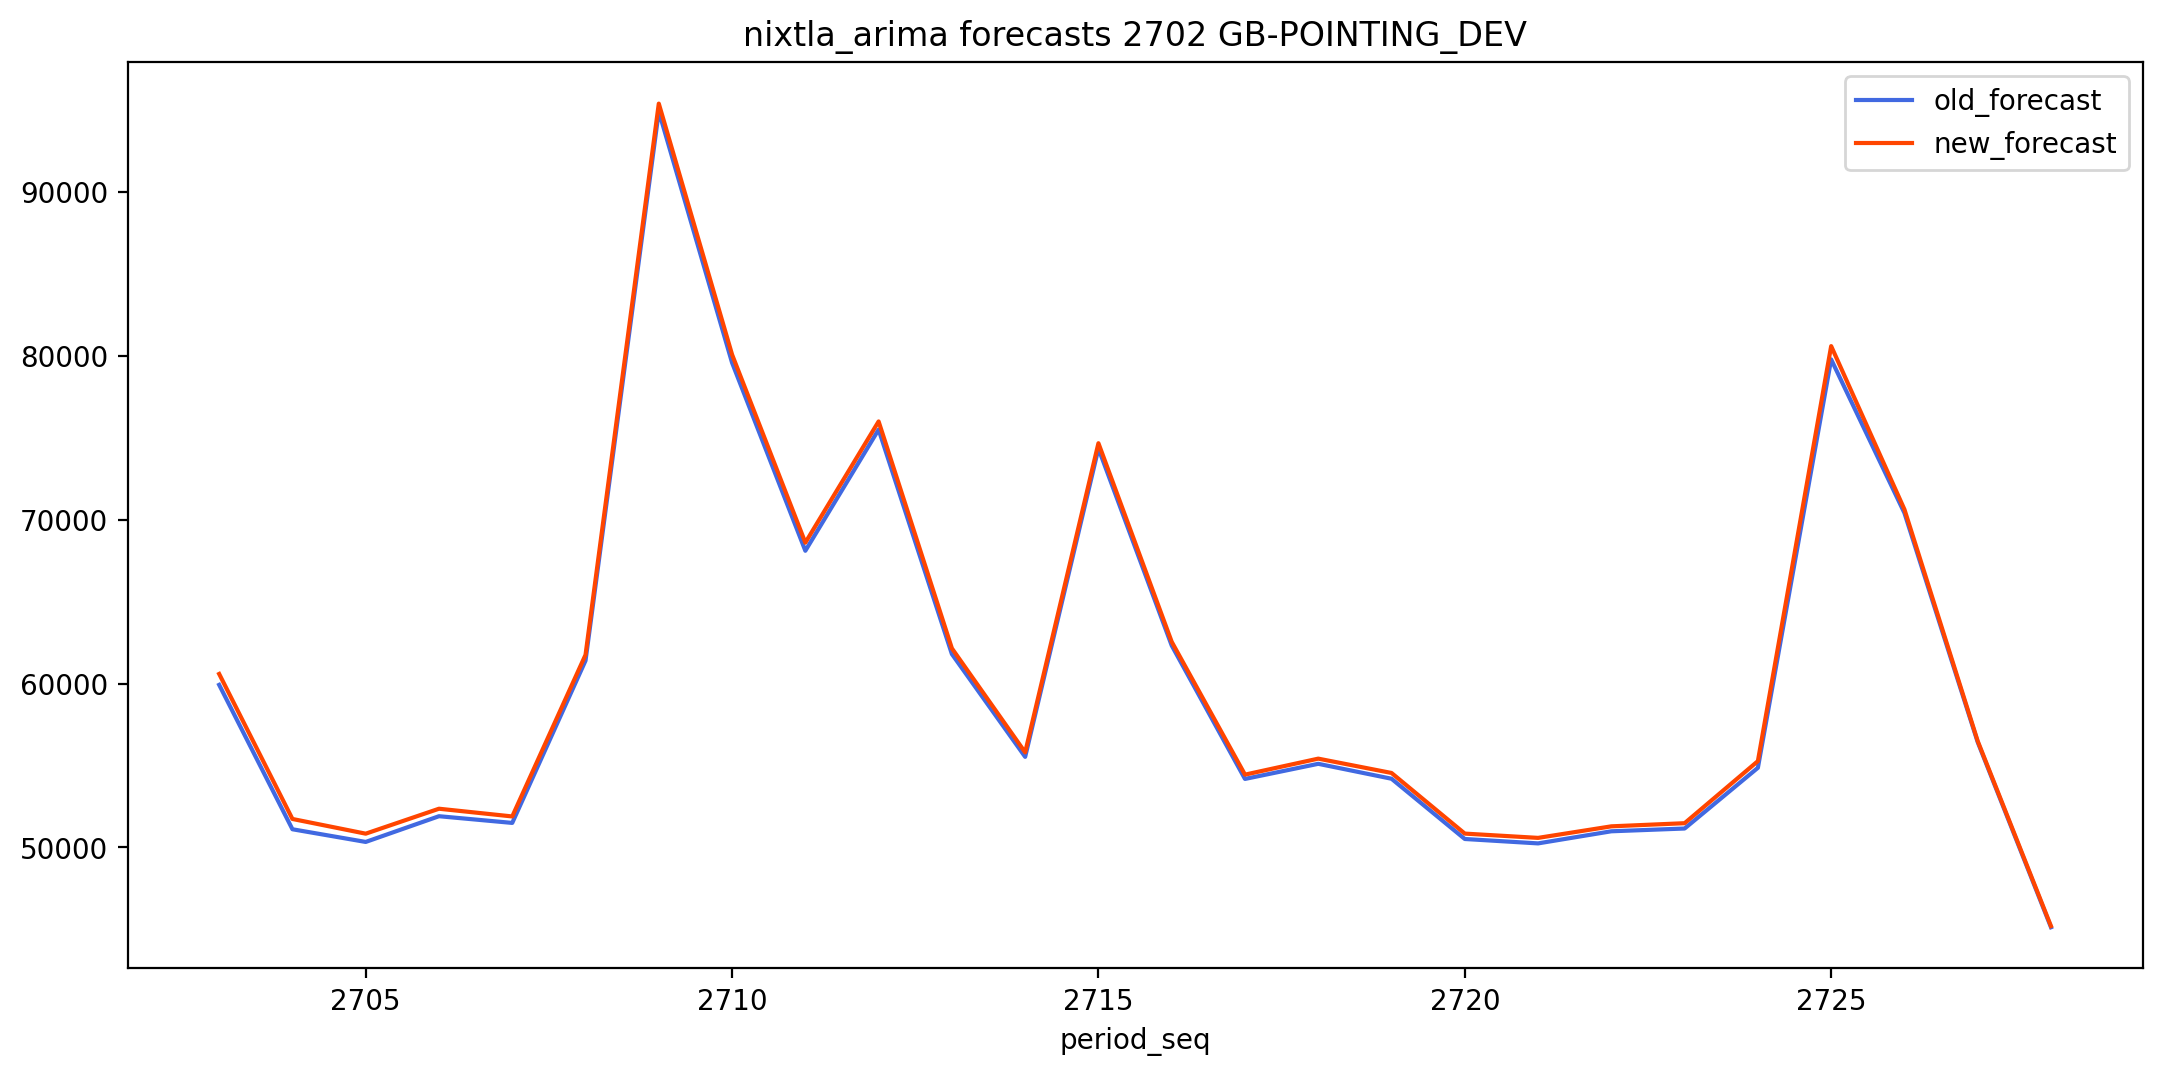 nixtla_arima forecasts 2702 GB-POINTING_DEV
old_forecast
new_forecast
90000
80000
70000
60000
50000
2705 2710 2715 2720 2725
period_seq